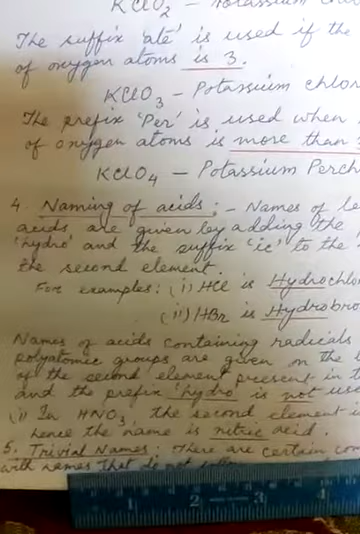 KClO2 –
The suffix 'ate' is used if the
of oxygen atoms is 3.
KClO3 – Potassium chlor
The prefix 'Per' is used when
of oxygen atoms is more than 3
KClO4 – Potassium Perch
4. Naming of acids : – Names of
acids are given by adding the
'hydro' and the suffix 'ic' to the
the second element.
For examples: (i) HCl is Hydrochlor
(ii) HBr is Hydrobro
Names of acids containing radicals
polyatomic groups are given on the
of the second element present in t
and the prefix 'hydro' is not us
(i) In HNO3, the second element i
hence the name is nitric acid.
5. Trivial Names: There are certain com
with names that do not
1 2 3 4